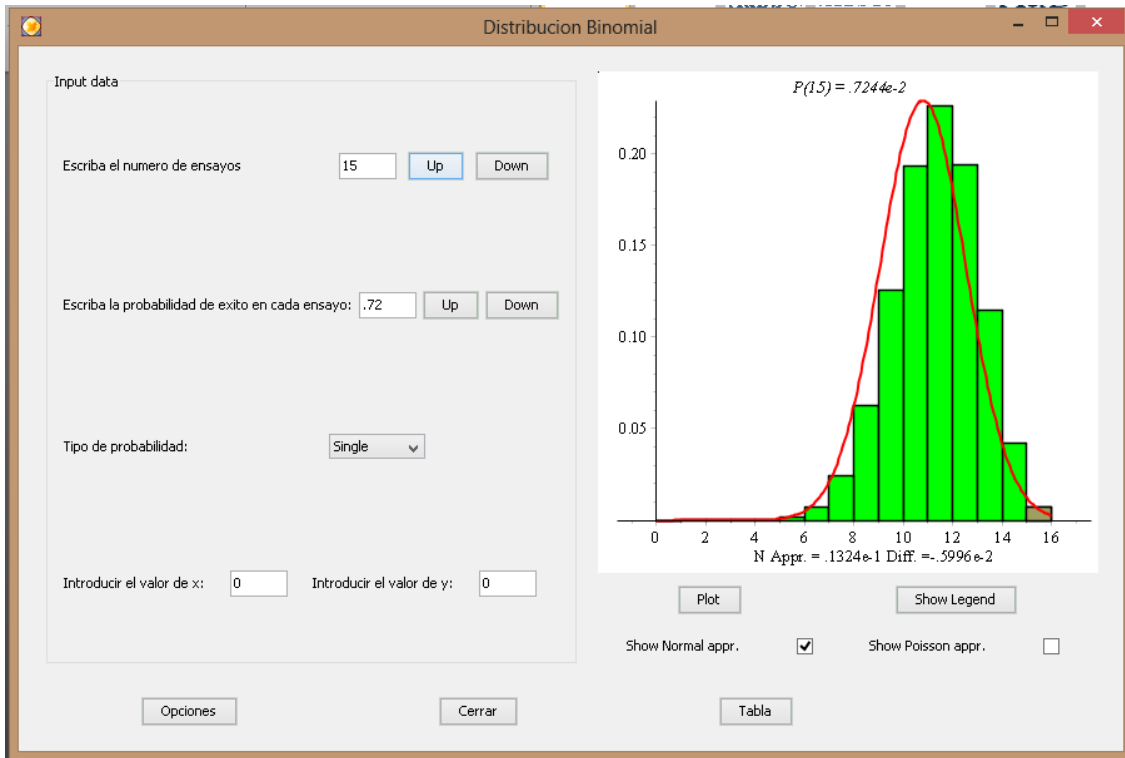 Distribucion Binomial
Input data
Escriba el numero de ensayos 15 Up Down
Escriba la probabilidad de exito en cada ensayo: .72 Up Down
Tipo de probabilidad: Single
Introducir el valor de x: 0 Introducir el valor de y: 0
P(15) = .7244e-2
0.20
0.15
0.10
0.05
0 2 4 6 8 10 12 14 16
N Appr. = .1324e-1 Diff. =-.5996e-2
Plot Show Legend
Show Normal appr. Show Poisson appr.
Opciones Cerrar Tabla